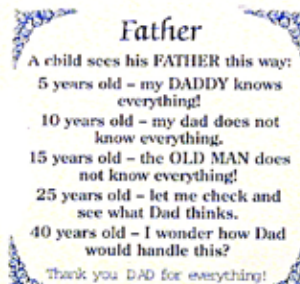 Father
A child sees his FATHER this way:
5 years old – my DADDY knows
everything!
10 years old – my dad does not
know everything.
15 years old – the OLD MAN does
not know everything!
25 years old – let me check and
see what Dad thinks.
40 years old – I wonder how Dad
would handle this?
Thank you DAD for everything!